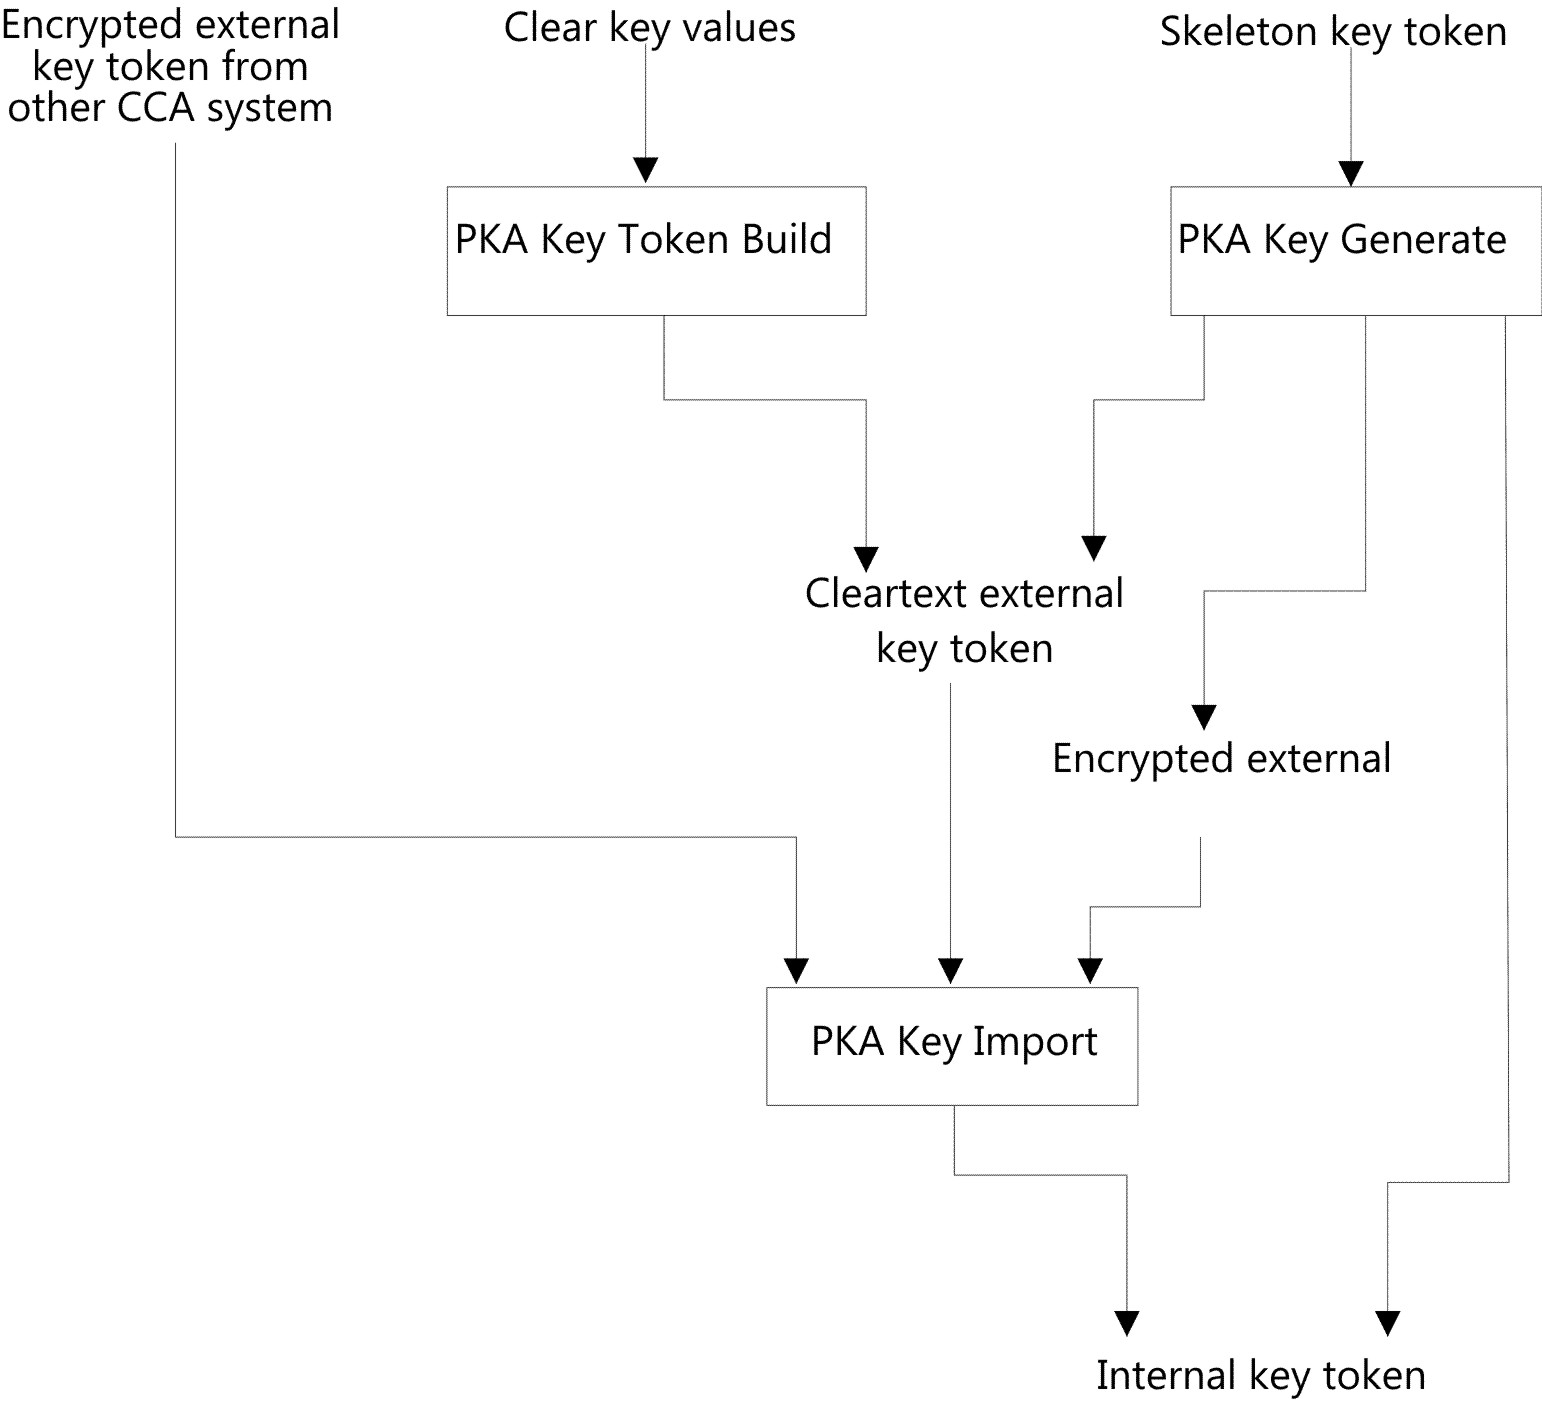 Encrypted external
key token from
other CCA system
Clear key values
Skeleton key token
PKA Key Token Build
PKA Key Generate
Cleartext external
key token
Encrypted external
PKA Key Import
Internal key token